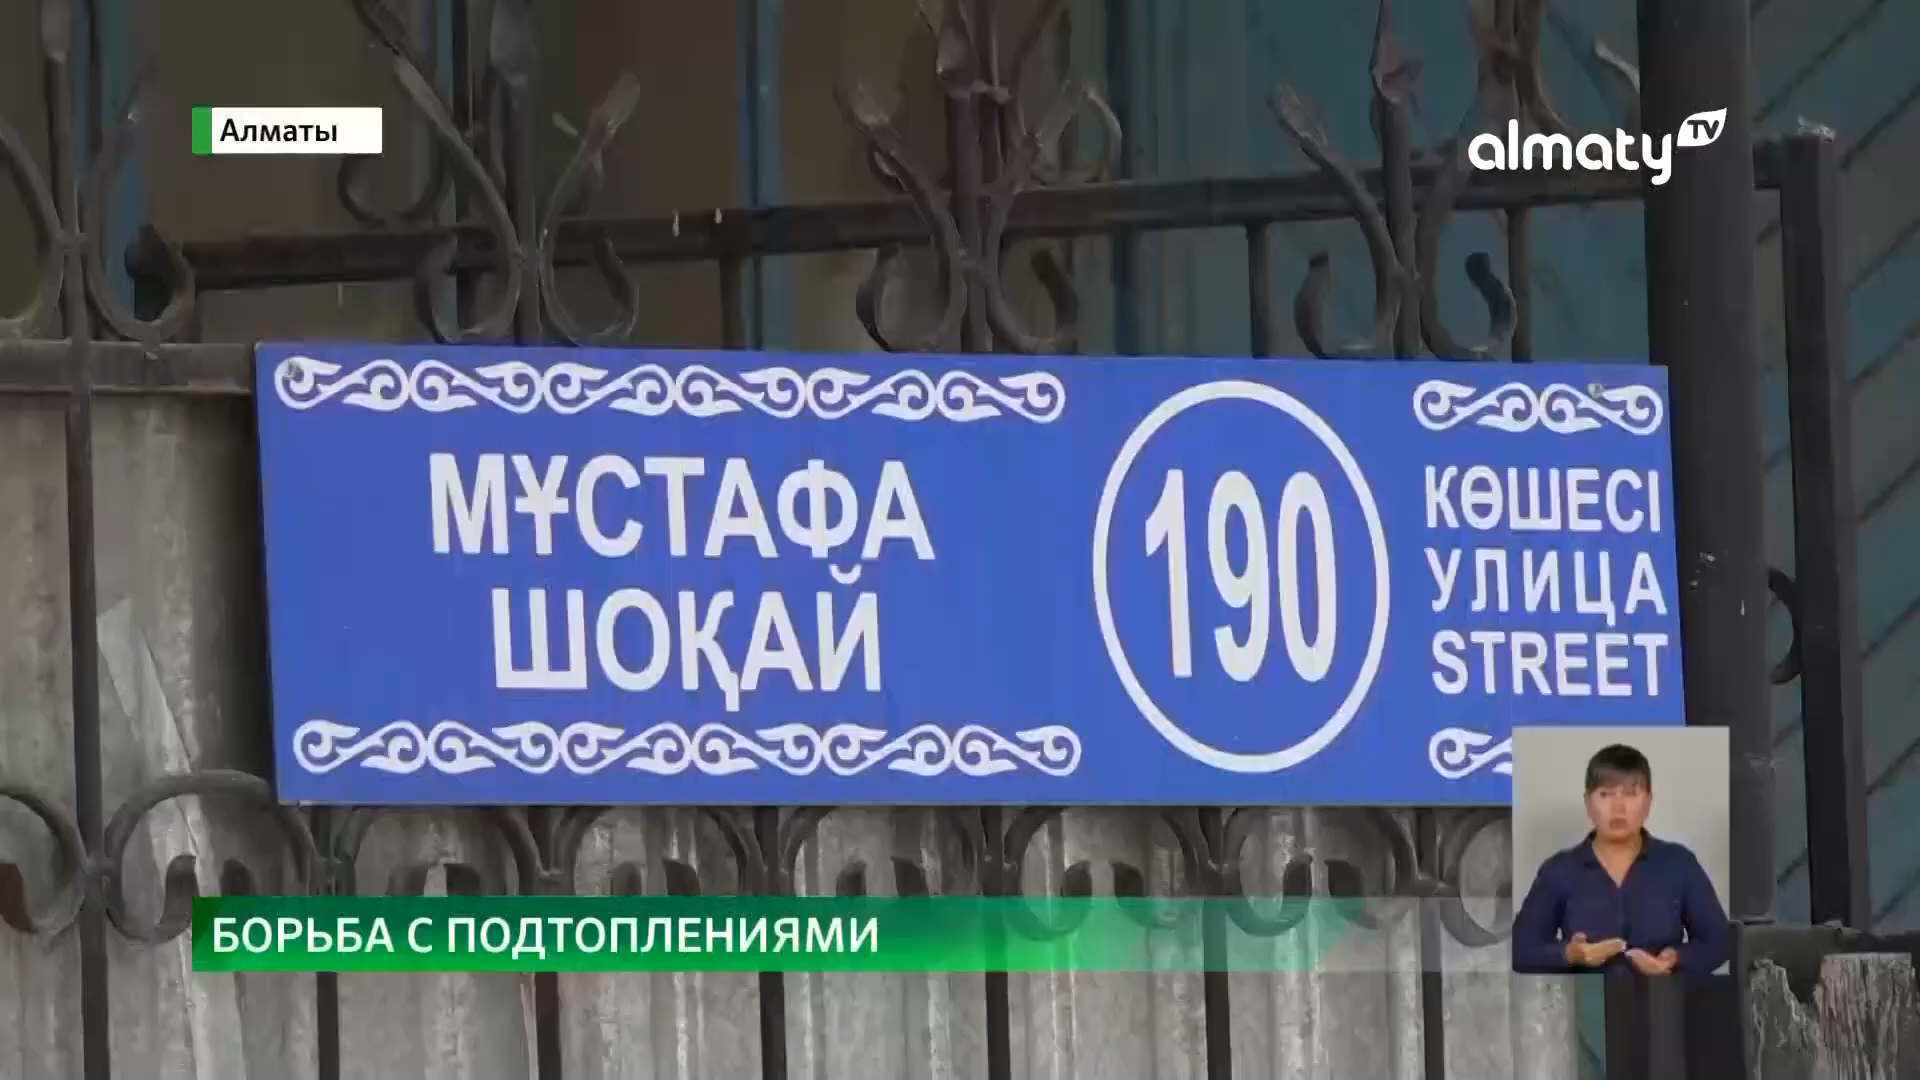 Алматы
almaty TV
МҰСТАФА
ШОҚАЙ
190
КӨШЕСІ
УЛИЦА
STREET
БОРЬБА С ПОДТОПЛЕНИЯМИ